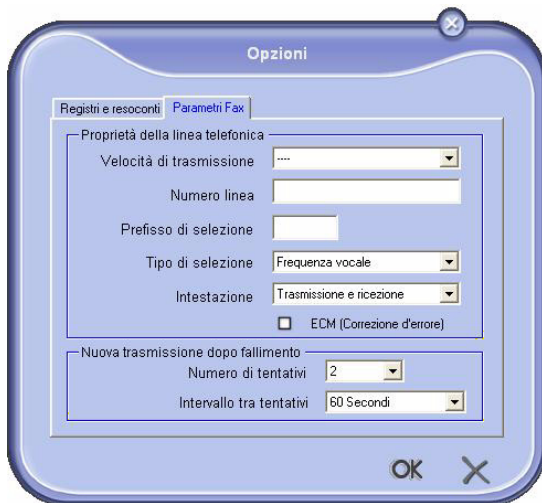 Opzioni
Registri e resoconti
Parametri Fax
Proprietà della linea telefonica
Velocità di trasmissione ----
Numero linea
Prefisso di selezione
Tipo di selezione Frequenza vocale
Intestazione Trasmissione e ricezione
ECM (Correzione d'errore)
Nuova trasmissione dopo fallimento
Numero di tentativi 2
Intervallo tra tentativi 60 Secondi
OK